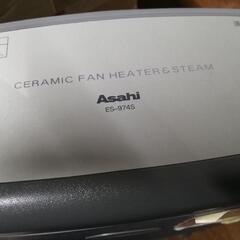 CERAMIC FAN HEATER & STEAM
Asahi
ES-974S